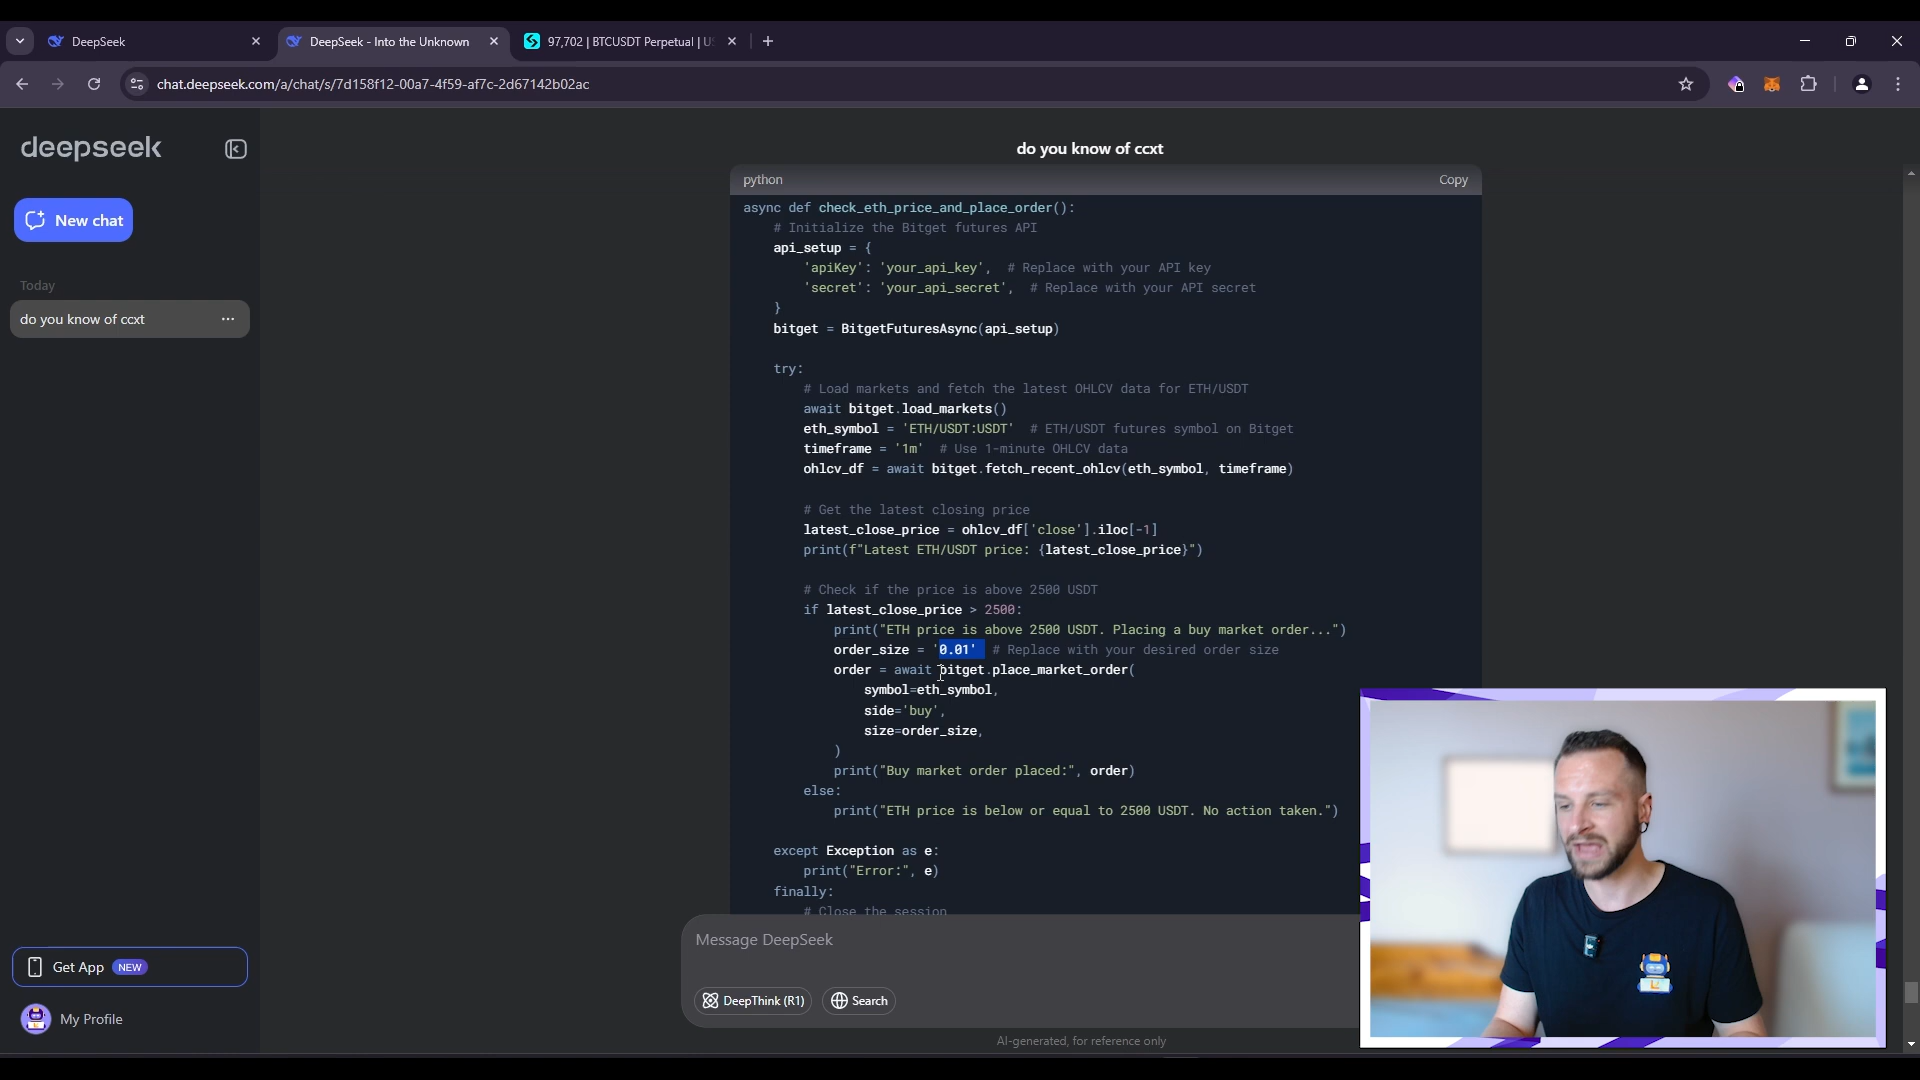 DeepSeek
DeepSeek - Into the Unknown
97,702 | BTCUSDT Perpetual | U
chat.deepseek.com/a/chat/s/7d158f12-00a7-4f59-af7c-2d67142b02ac
deepseek
New chat
Today
do you know of ccxt
Get App NEW
My Profile
do you know of ccxt
python
Copy
async def check_eth_price_and_place_order():
# Initialize the Bitget futures API
api_setup = {
'apiKey': 'your_api_key', # Replace with your API key
'secret': 'your_api_secret', # Replace with your API secret
}
bitget = BitgetFuturesAsync(api_setup)
try:
# Load markets and fetch the latest OHLCV data for ETH/USDT
await bitget.load_markets()
eth_symbol = 'ETH/USDT:USDT' # ETH/USDT futures symbol on Bitget
timeframe = '1m' # Use 1-minute OHLCV data
ohlcv_df = await bitget.fetch_recent_ohlcv(eth_symbol, timeframe)
# Get the latest closing price
latest_close_price = ohlcv_df['close'].iloc[-1]
print(f"Latest ETH/USDT price: {latest_close_price}")
# Check if the price is above 2500 USDT
if latest_close_price > 2500:
print("ETH price is above 2500 USDT. Placing a buy market order...")
order_size = '0.01' # Replace with your desired order size
order = await bitget.place_market_order(
symbol=eth_symbol,
side='buy',
size=order_size,
)
print("Buy market order placed:", order)
else:
print("ETH price is below or equal to 2500 USDT. No action taken.")
except Exception as e:
print("Error:", e)
finally:
# Close the session
Message DeepSeek
DeepThink (R1)
Search
AI-generated, for reference only